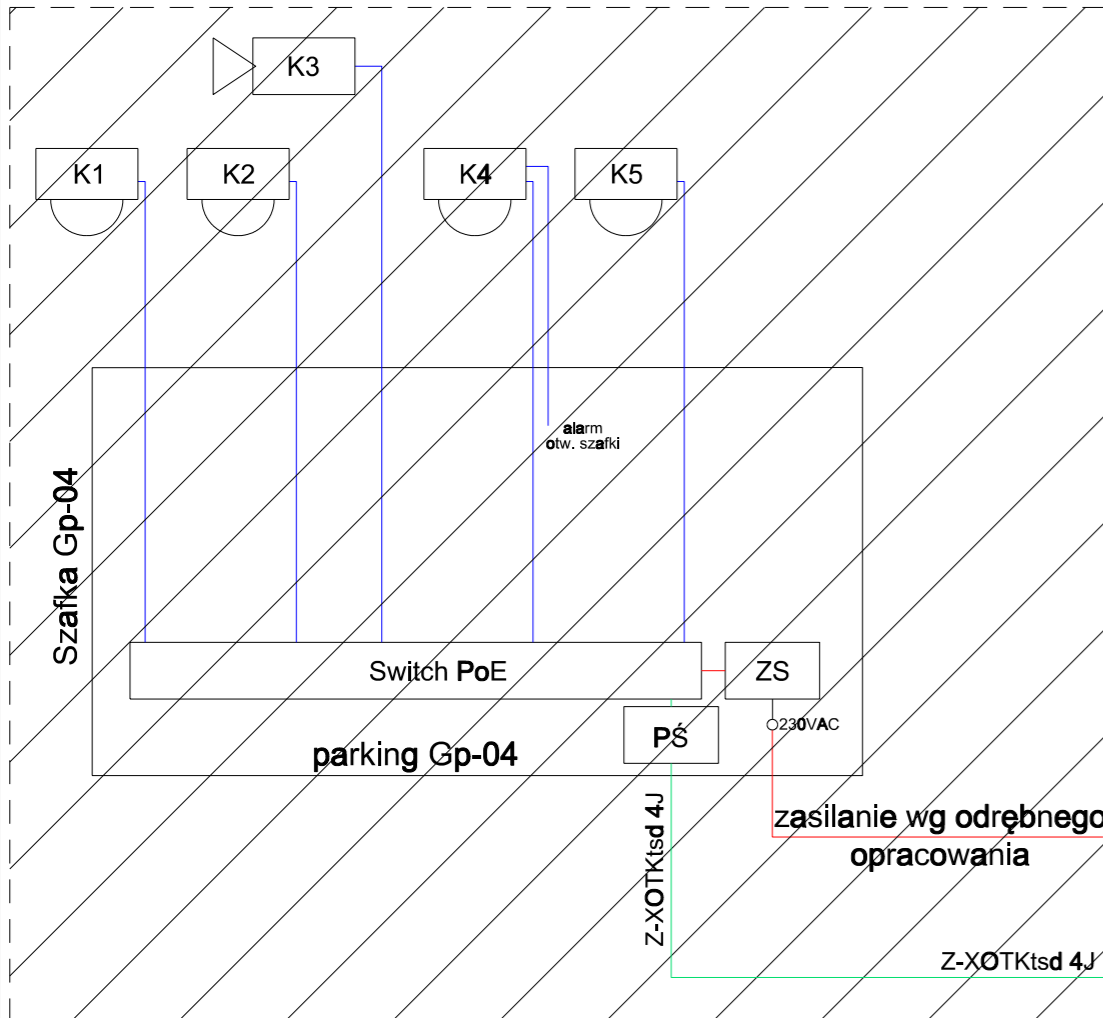 K3
K1
K2
K4
K5
alarm
otw. szafki
Szafka Gp-04
Switch PoE
ZS
PŚ
230VAC
parking Gp-04
zasilanie wg odrębnego
opracowania
Z-XOTKtsd 4J
Z-XOTKtsd 4J